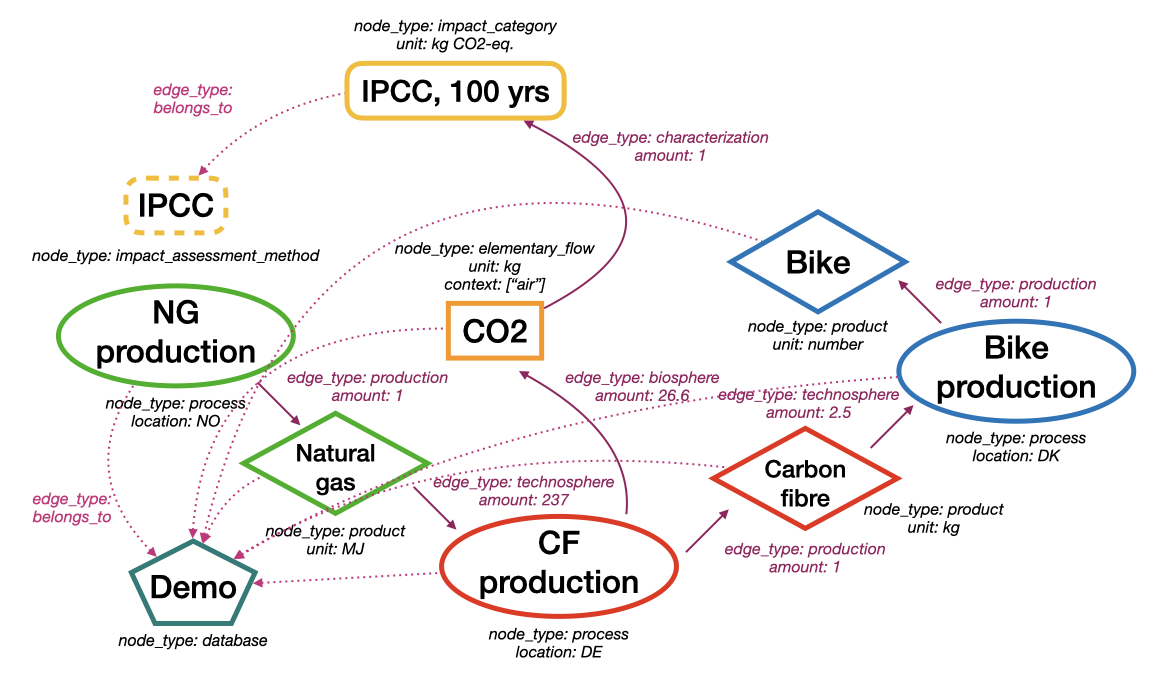 node_type: impact_category
unit: kg CO2-eq.
IPCC, 100 yrs
edge_type:
belongs_to
edge_type: characterization
amount: 1
IPCC
node_type: impact_assessment_method
node_type: elementary_flow
unit: kg
context: [“air”]
CO2
Bike
node_type: product
unit: number
edge_type: production
amount: 1
NG
production
node_type: process
location: NO
edge_type: production
amount: 1
edge_type: biosphere
amount: 26.6
edge_type: technosphere
amount: 2.5
Bike
production
node_type: process
location: DK
Natural
gas
node_type: product
unit: MJ
edge_type: technosphere
amount: 237
Carbon
fibre
node_type: product
unit: kg
edge_type:
belongs_to
CF
production
node_type: process
location: DE
edge_type: production
amount: 1
Demo
node_type: database